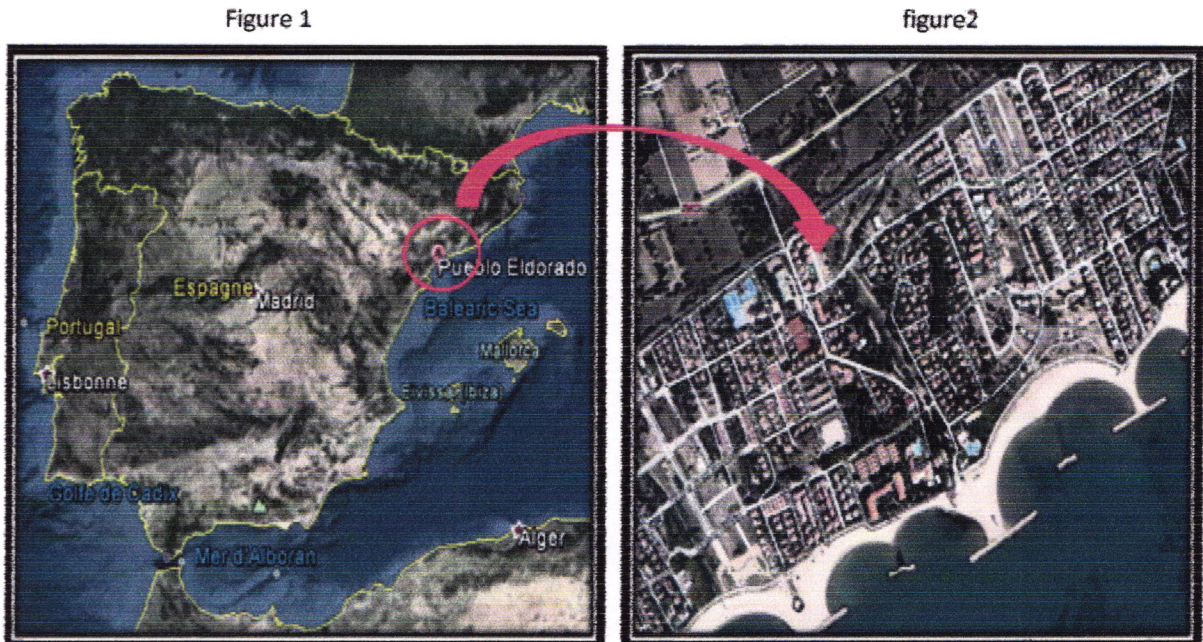 Figure 1
figure2
Pueblo Eldorado
Espagne
Madrid
Balearic Sea
Portugal
Mallorca
Eivissa (Ibiza)
Lisbonne
Golfe de Cadix
Alger
Mer d'Alboran